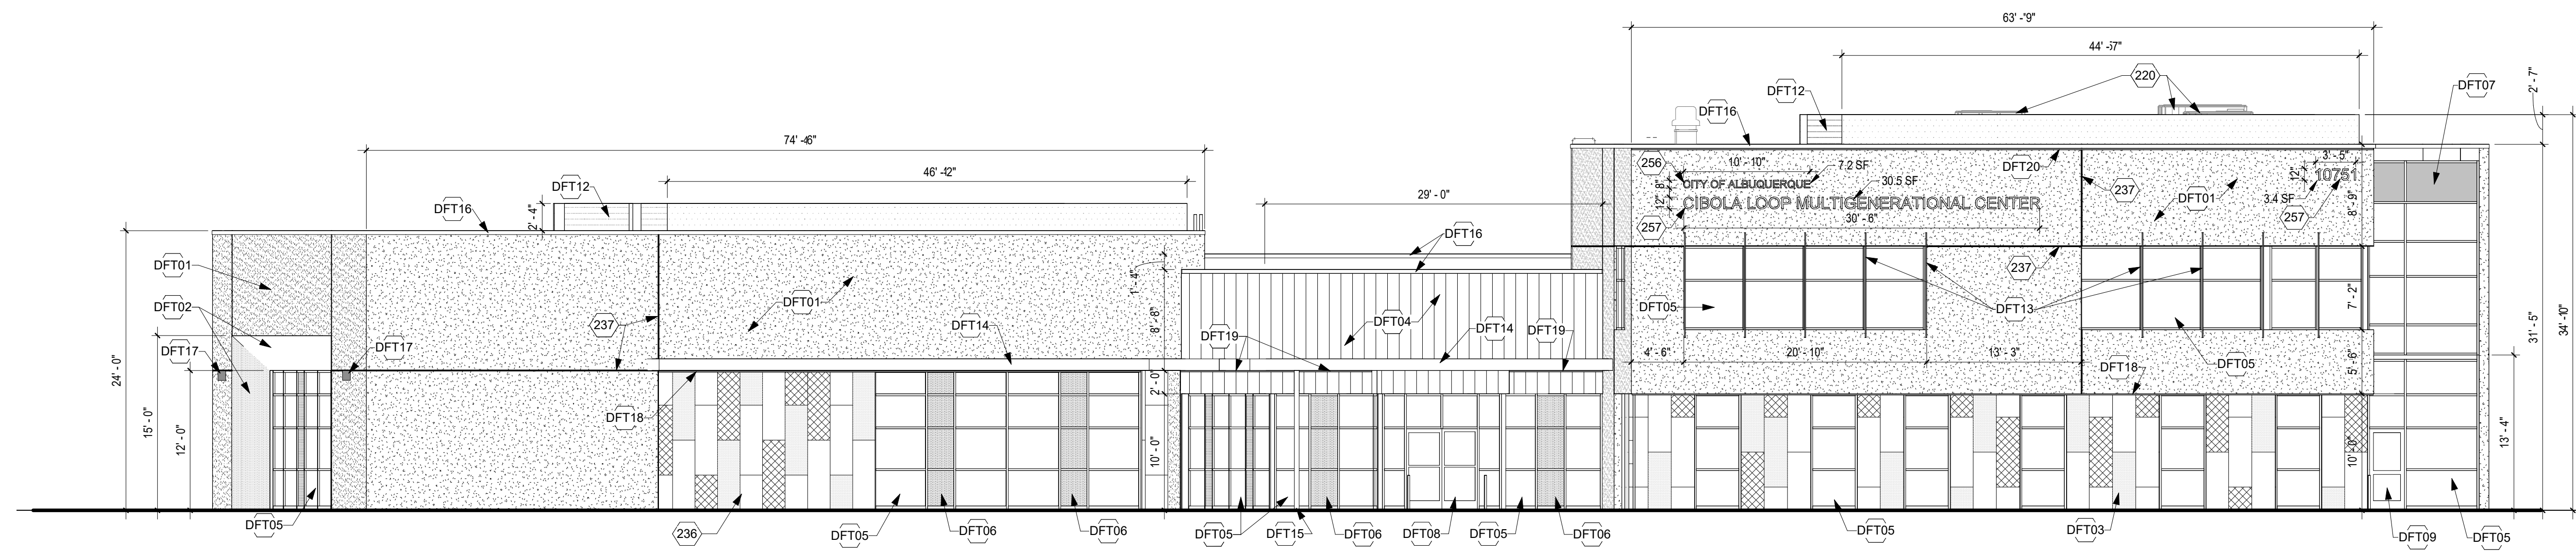 63' - 9"
44' - 7"
220
DFT07
2' - 7"
DFT12
DFT16
74' - 6"
256
10' - 10"
7.2 SF
DFT20
3' - 5"
46' - 2"
DFT12
8"
CITY OF ALBUQUERQUE
30.5 SF
237
12"
10751
DFT16
2' - 4"
29' - 0"
12"
CIBOLA LOOP MULTIGENERATIONAL CENTER
DFT01
3.4 SF
8' - 9"
257
30' - 6"
257
DFT16
DFT01
237
1' - 4"
DFT02
DFT01
DFT05
DFT13
7' - 2"
31' - 5"
34' - 10"
237
DFT14
8' - 8"
DFT04
DFT14
DFT19
DFT19
DFT17
DFT17
4' - 6"
20' - 10"
13' - 3"
DFT18
DFT05
5' - 6"
24' - 0"
2' - 0"
15' - 0"
12' - 0"
DFT18
10' - 0"
10' - 0"
13' - 4"
DFT05
236
DFT05
DFT06
DFT06
DFT05
DFT15
DFT06
DFT08
DFT05
DFT06
DFT05
DFT03
DFT09
DFT05